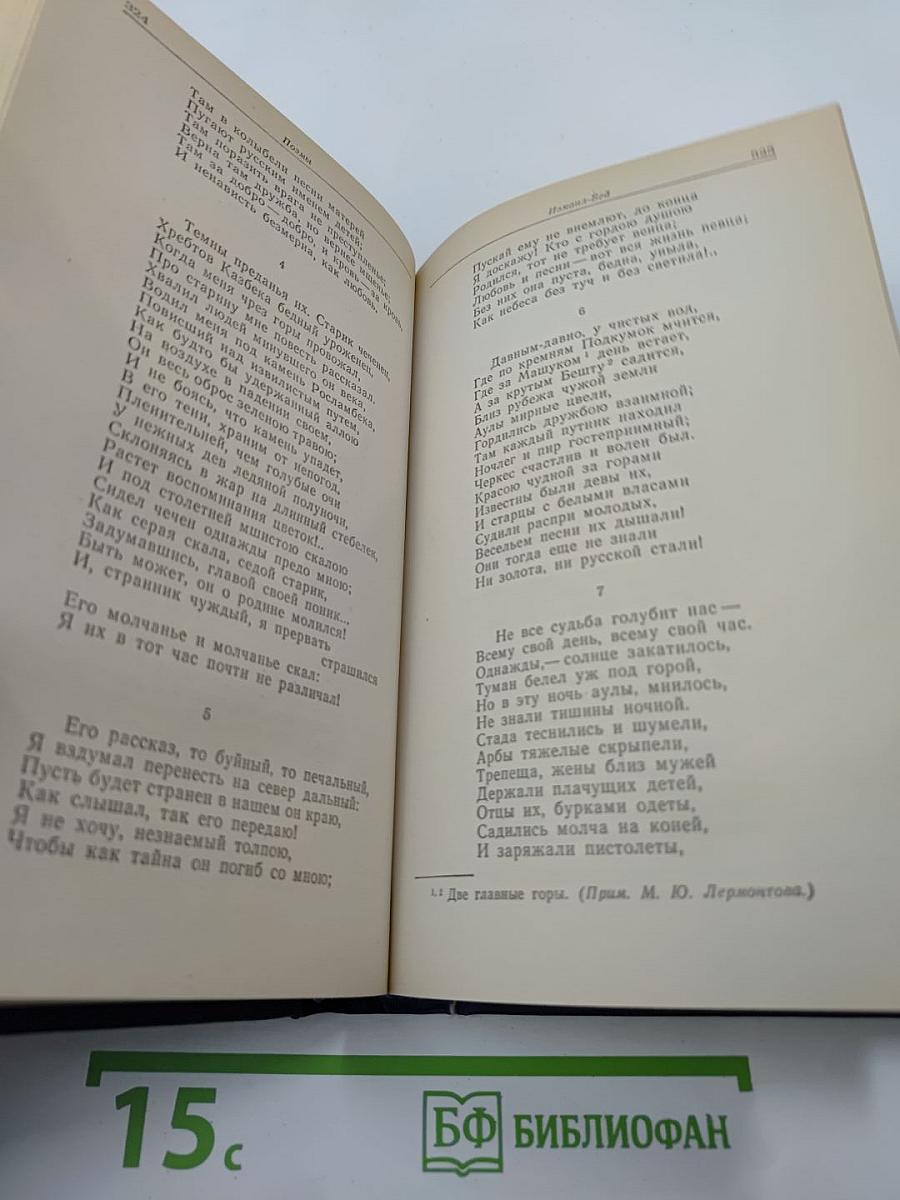 324
Поэмы
Там в колыбели песни матерей
Пугают русским именем детей;
Там поразить врага не преступленье;
Верна там дружба, но вернее мщенье;
Там за добро — добро, и кровь — за кровь,
И ненависть безмерна, как любовь.
4
Темны преданья их. Старик чеченец,
Хребтов Казбека бедный уроженец,
Когда меня чрез горы провожал,
Про старину мне повесть рассказал.
Хвалил людей минувшего он века,
Водил меня под камень Росламбека,
Повисший над извилистым путем,
Как будто бы удержанный аллою
На воздухе в падении своем,
Он весь оброс зеленою травою;
И не боясь, что камень упадет,
В его тени, храним от непогод,
Пленительней, чем голубые очи
У нежных дев ледяной полуночи,
Склоняясь в жар на длинный стебелек,
Растет воспоминания цветок!..
И под столетней мшистою скалою
Сидел чечен однажды предо мною;
Как серая скала, седой старик,
Задумавшись, главой своей поник...
Быть может, он о родине молился!
И, странник чуждый, я прервать
страшился
Его молчанье и молчанье скал:
Я их в тот час почти не различал!
5
Его рассказ, то буйный, то печальный,
Я вздумал перенесть на север дальный:
Пусть будет странен в нашем он краю,
Как слышал, так его передаю!
Я не хочу, незнаемый толпою,
Чтобы как тайна он погиб со мною;
Измаил-Бей
Пускай ему не внемлют, до конца
Я доскажу! Кто с гордою душою
Родился, тот не требует венца;
Любовь и песни — вот вся жизнь певца;
Без них она пуста, бедна, уныла,
Как небеса без туч и без светила!..
6
Давным-давно, у чистых вод,
Где по кремням Подкумок мчится,
Где за Машуком¹ день встает,
А за крутым Бешту² садится,
Близ рубежа чужой земли
Аулы мирные цвели,
Гордились дружбою взаимной;
Там каждый путник находил
Ночлег и пир гостеприимный;
Черкес счастлив и волен был.
Красою чудной за горами
Известны были девы их,
И старцы с белыми власами
Судили распри молодых,
Весельем песни их дышали!
Они тогда еще не знали
Ни золота, ни русской стали!
7
Не все судьба голубит нас —
Всему свой день, всему свой час.
Однажды, — солнце закатилось,
Туман белел уж под горой,
Но в эту ночь аулы, мнилось,
Не знали тишины ночной.
Стада теснились и шумели,
Арбы тяжелые скрыпели,
Трепеща, жены близ мужей
Держали плачущих детей,
Отцы их, бурками одеты,
Садились молча на коней,
И заряжали пистолеты,
¹,² Две главные горы. (Прим. М. Ю. Лермонтова.)
15 с
БФ БИБЛИОФАН